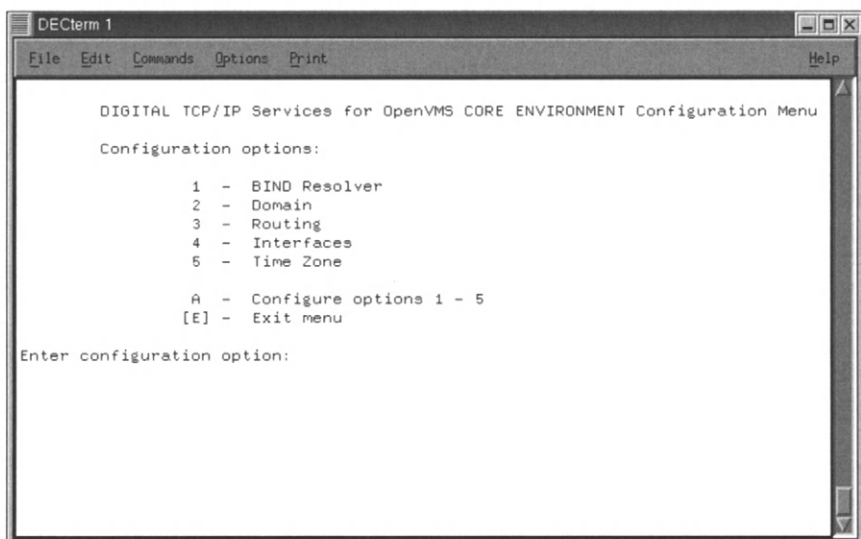 DECterm 1
File Edit Commands Options Print Help
DIGITAL TCP/IP Services for OpenVMS CORE ENVIRONMENT Configuration Menu
Configuration options:
1 - BIND Resolver
2 - Domain
3 - Routing
4 - Interfaces
5 - Time Zone
A - Configure options 1 - 5
[E] - Exit menu
Enter configuration option: